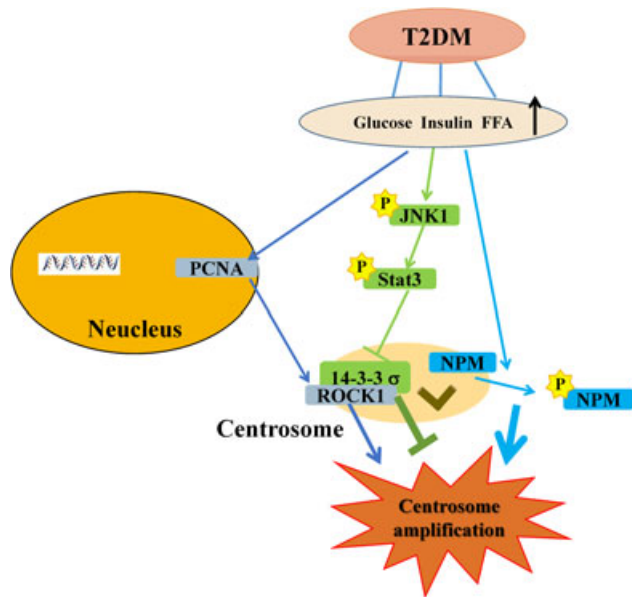 T2DM
Glucose Insulin FFA
P
JNK1
P
Stat3
PCNA
Neucleus
14-3-3 σ
ROCK1
NPM
P
NPM
Centrosome
Centrosome
amplification